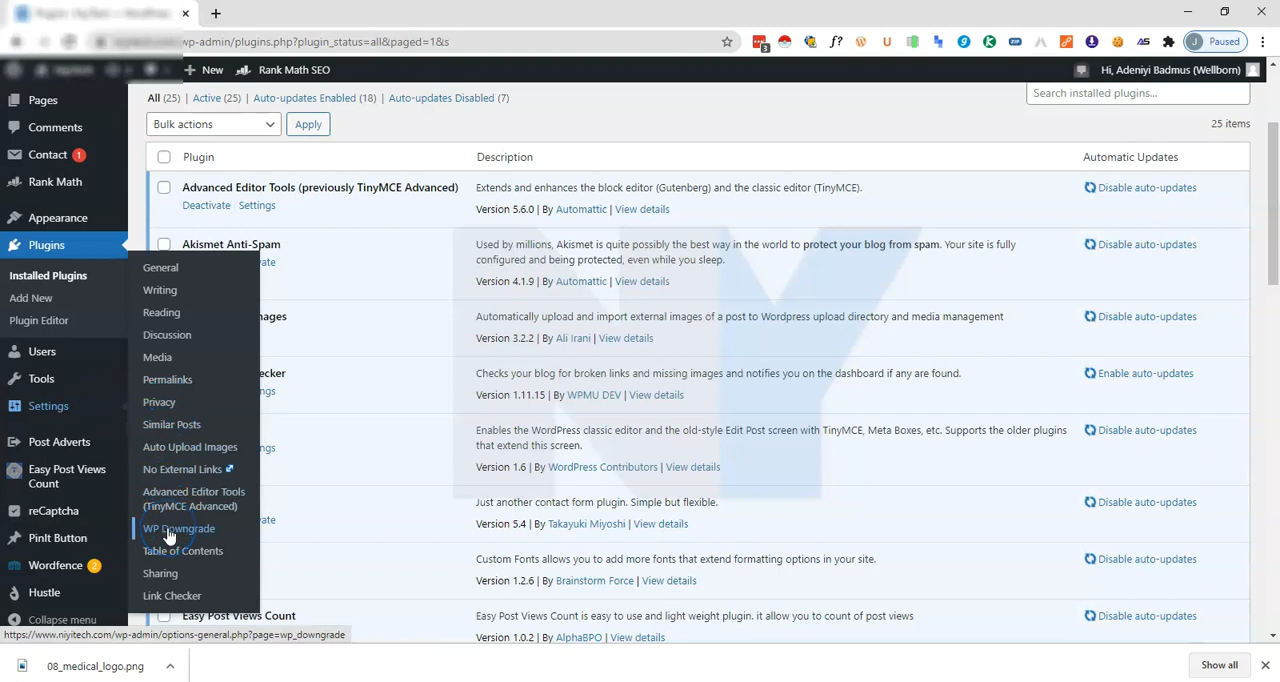 wp-admin/plugins.php?plugin_status=all&paged=1&s
3
f?
U
ZIP
AS
J Paused
New
Rank Math SEO
Hi, Adeniyi Badmus (Wellborn)
Pages
Comments
Contact 1
Rank Math
Appearance
Plugins
Installed Plugins
Add New
Plugin Editor
Users
Tools
Settings
Post Adverts
Easy Post Views
Count
reCaptcha
PinIt Button
Wordfence 2
Hustle
Collapse menu
General
Writing
Reading
Discussion
Media
Permalinks
Privacy
Similar Posts
Auto Upload Images
No External Links
Advanced Editor Tools
(TinyMCE Advanced)
WP Downgrade
Table of Contents
Sharing
Link Checker
All (25) | Active (25) | Auto-updates Enabled (18) | Auto-updates Disabled (7)
Search installed plugins...
Bulk actions
Apply
25 items
Plugin Description Automatic Updates
Advanced Editor Tools (previously TinyMCE Advanced)
Deactivate | Settings
Extends and enhances the block editor (Gutenberg) and the classic editor (TinyMCE).
Version 5.6.0 | By Automattic | View details
Disable auto-updates
Akismet Anti-Spam
ate
Used by millions, Akismet is quite possibly the best way in the world to protect your blog from spam. Your site is fully
configured and being protected, even while you sleep.
Version 4.1.9 | By Automattic | View details
Disable auto-updates
ages
Automatically upload and import external images of a post to Wordpress upload directory and media management
Version 3.2.2 | By Ali Irani | View details
Disable auto-updates
ecker
ngs
Checks your blog for broken links and missing images and notifies you on the dashboard if any are found.
Version 1.11.15 | By WPMU DEV | View details
Enable auto-updates
ngs
Enables the WordPress classic editor and the old-style Edit Post screen with TinyMCE, Meta Boxes, etc. Supports the older plugins
that extend this screen.
Version 1.6 | By WordPress Contributors | View details
Disable auto-updates
ate
Just another contact form plugin. Simple but flexible.
Version 5.4 | By Takayuki Miyoshi | View details
Disable auto-updates
Custom Fonts allows you to add more fonts that extend formatting options in your site.
Version 1.2.6 | By Brainstorm Force | View details
Disable auto-updates
Easy Post Views Count
Easy Post Views Count is easy to use and light weight plugin. it allow you to count of post views
Version 1.0.2 | By AlphaBPO | View details
Disable auto-updates
NY
https://www.niyitech.com/wp-admin/options-general.php?page=wp_downgrade
08_medical_logo.png
Show all